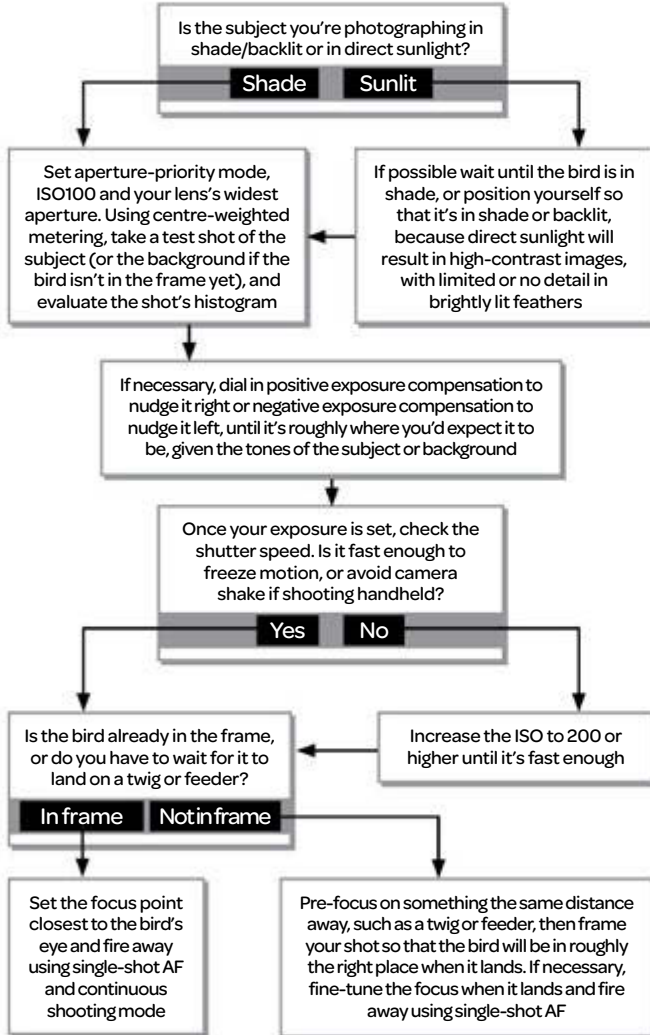 Is the subject you're photographing in
shade/backlit or in direct sunlight?
Shade Sunlit
Set aperture-priority mode,
ISO100 and your lens's widest
aperture. Using centre-weighted
metering, take a test shot of the
subject (or the background if the
bird isn't in the frame yet), and
evaluate the shot's histogram
If possible wait until the bird is in
shade, or position yourself so
that it's in shade or backlit,
because direct sunlight will
result in high-contrast images,
with limited or no detail in
brightly lit feathers
If necessary, dial in positive exposure compensation to
nudge it right or negative exposure compensation to
nudge it left, until it's roughly where you'd expect it to
be, given the tones of the subject or background
Once your exposure is set, check the
shutter speed. Is it fast enough to
freeze motion, or avoid camera
shake if shooting handheld?
Yes No
Is the bird already in the frame,
or do you have to wait for it to
land on a twig or feeder?
In frame Not in frame
Increase the ISO to 200 or
higher until it's fast enough
Set the focus point
closest to the bird's
eye and fire away
using single-shot AF
and continuous
shooting mode
Pre-focus on something the same distance
away, such as a twig or feeder, then frame
your shot so that the bird will be in roughly
the right place when it lands. If necessary,
fine-tune the focus when it lands and fire
away using single-shot AF